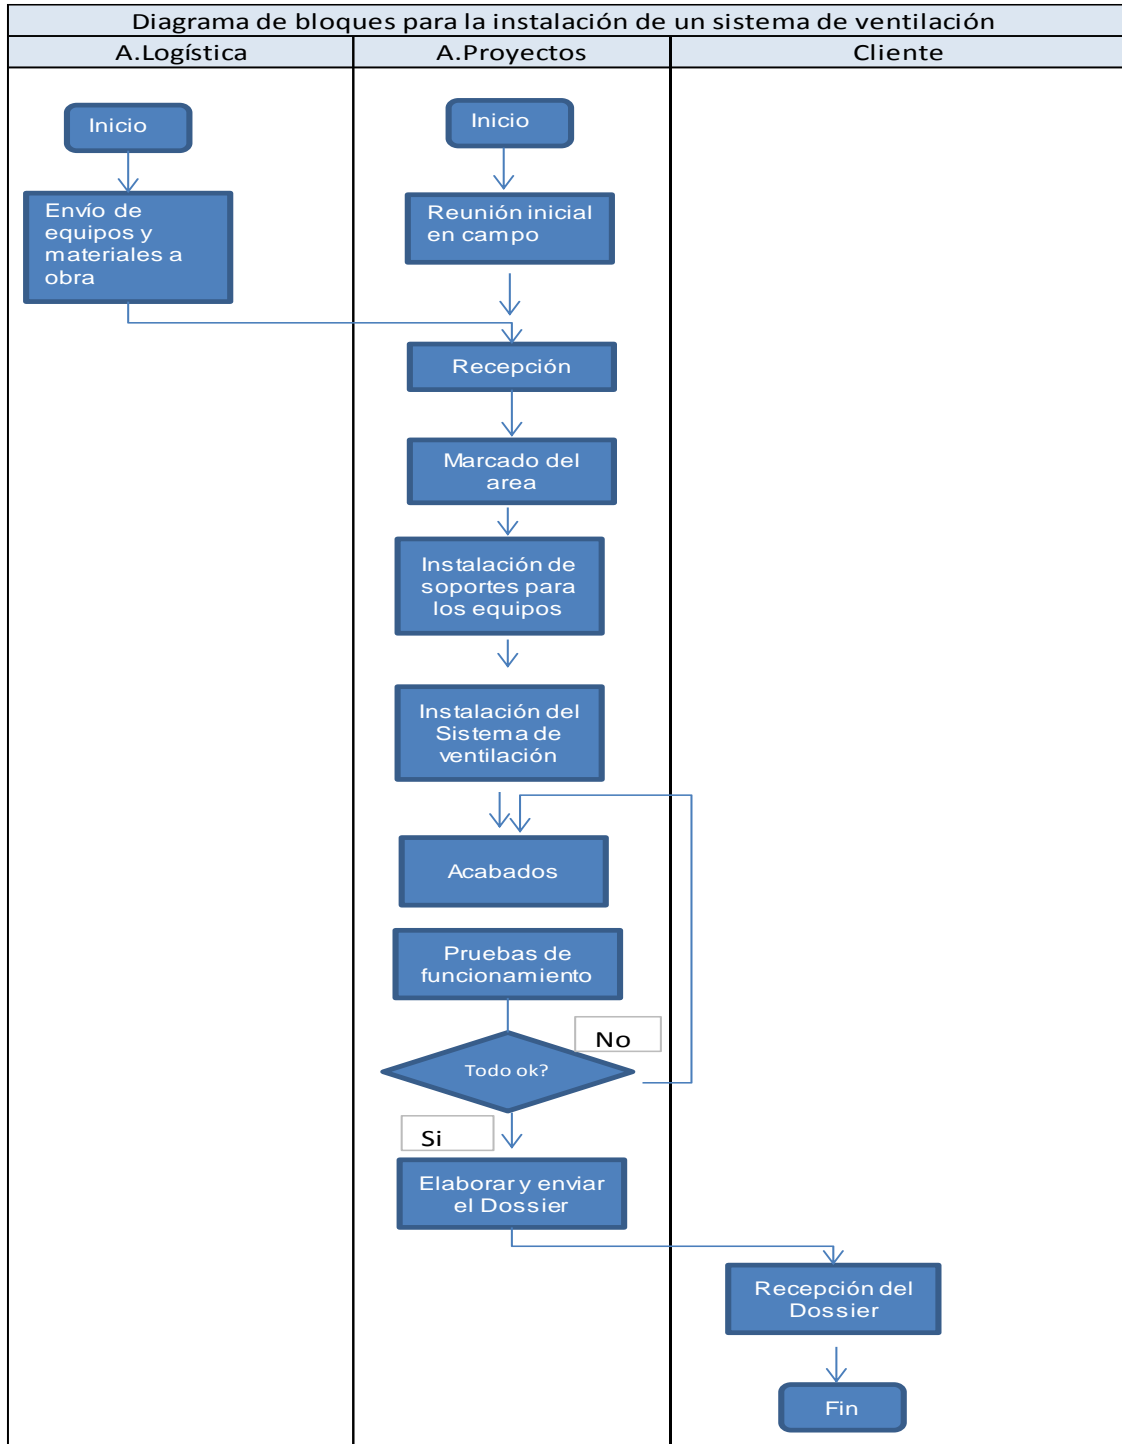 Diagrama de bloques para la instalación de un sistema de ventilación
A.Logística
A.Proyectos
Cliente
Inicio
Inicio
Envío de
equipos y
materiales a
obra
Reunión inicial
en campo
Recepción
Marcado del
area
Instalación de
soportes para
los equipos
Instalación del
Sistema de
ventilación
Acabados
Pruebas de
funcionamiento
No
Todo ok?
Si
Elaborar y enviar
el Dossier
Recepción del
Dossier
Fin